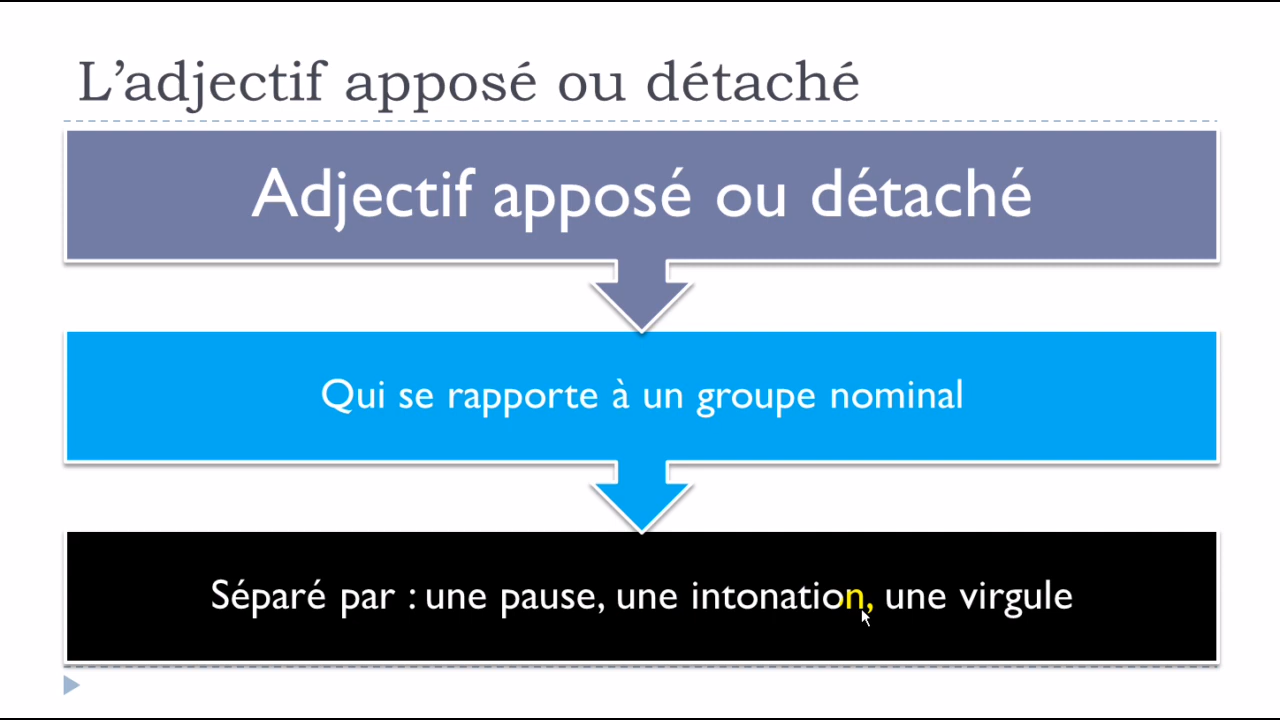 L’adjectif apposé ou détaché
Adjectif apposé ou détaché
Qui se rapporte à un groupe nominal
Séparé par : une pause, une intonation, une virgule